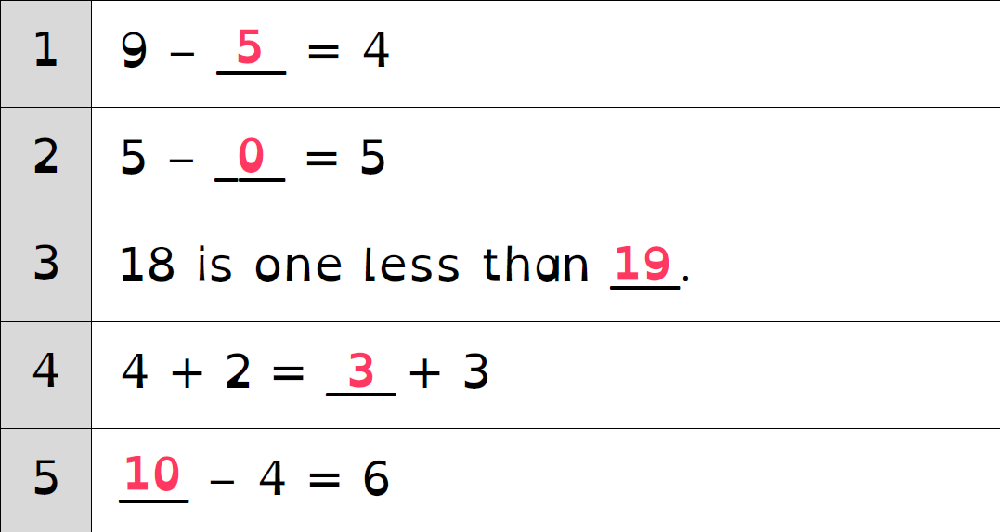 1 9 – 5 = 4
2 5 – 0 = 5
3 18 is one less than 19.
4 4 + 2 = 3 + 3
5 10 – 4 = 6